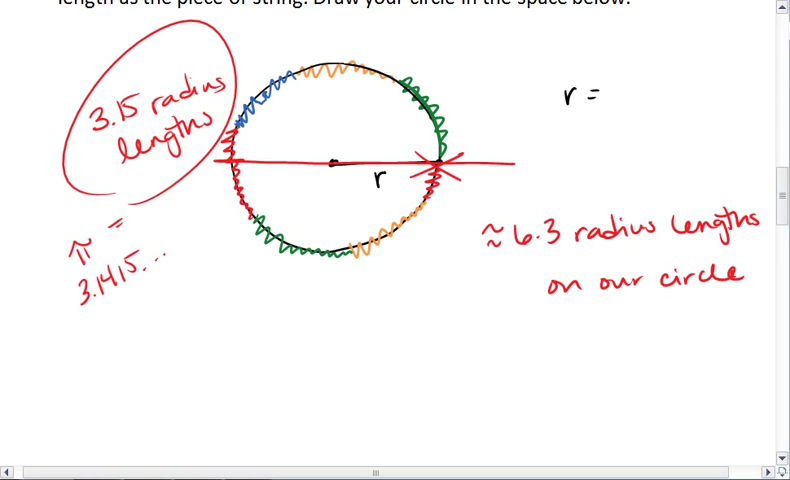 length as the piece of string. Draw your circle in the space below.
3.15 radius
lengths
r =
r
π =
3.1415...
≈ 6.3 radius lengths
on our circle